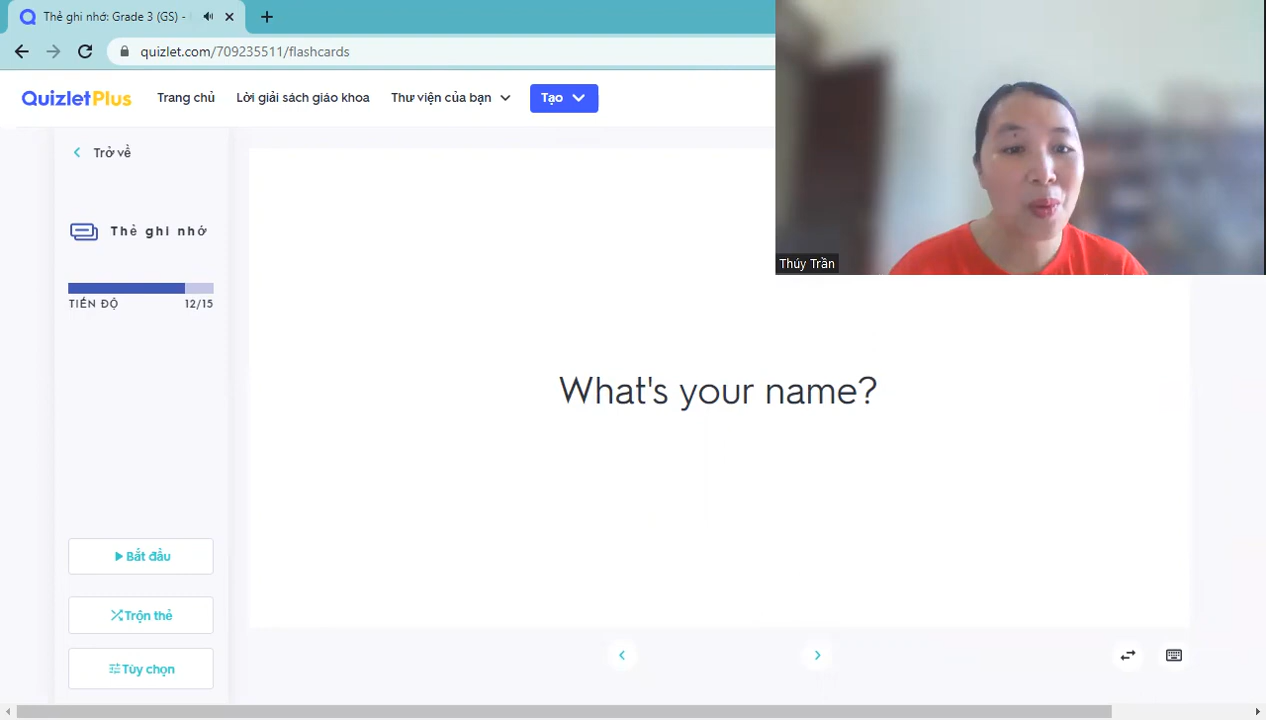 Thẻ ghi nhớ: Grade 3 (GS) -
quizlet.com/709235511/flashcards
QuizletPlus
Trang chủ
Lời giải sách giáo khoa
Thư viện của bạn
Tạo
Trở về
Thẻ ghi nhớ
TIẾN ĐỘ
12/15
What's your name?
Thúy Trần
Bắt đầu
Trộn thẻ
Tùy chọn